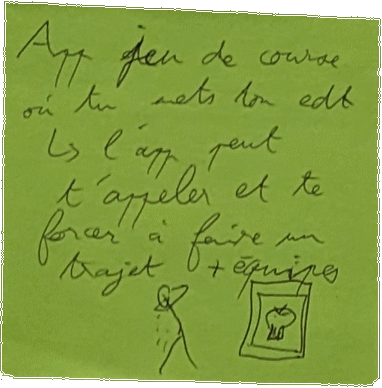 App jeu de course
où tu mets ton edt
↳ l'app peut
t'appeler et te
forcer à faire un
trajet + équipes